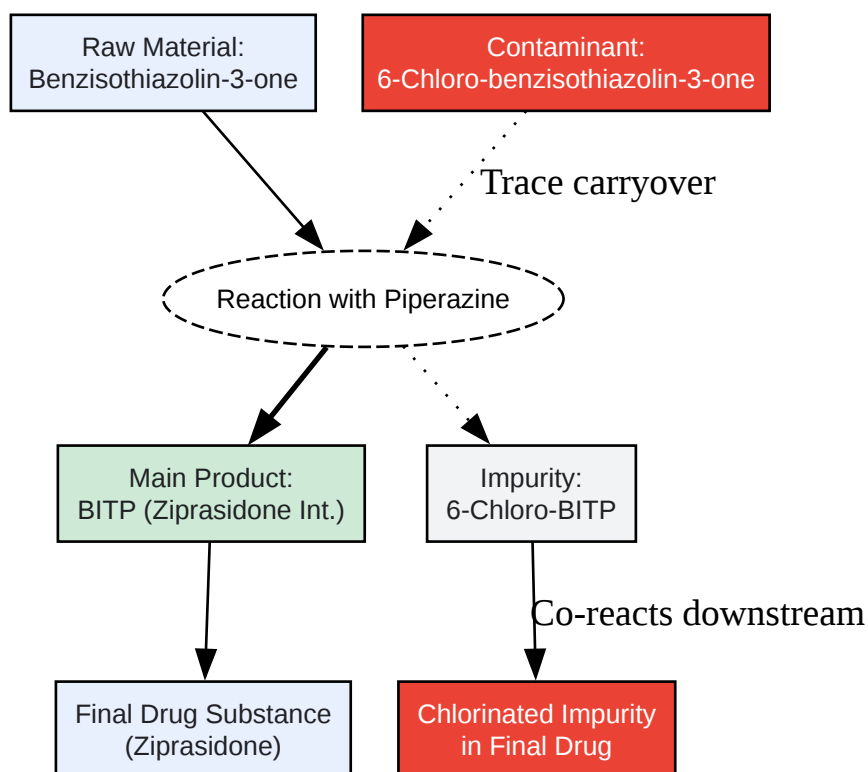 Raw Material:
Benzisothiazolin-3-one
Contaminant:
6-Chloro-benzisothiazolin-3-one
Trace carryover
Reaction with Piperazine
Main Product:
BITP (Ziprasidone Int.)
Impurity:
6-Chloro-BITP
Co-reacts downstream
Final Drug Substance
(Ziprasidone)
Chlorinated Impurity
in Final Drug